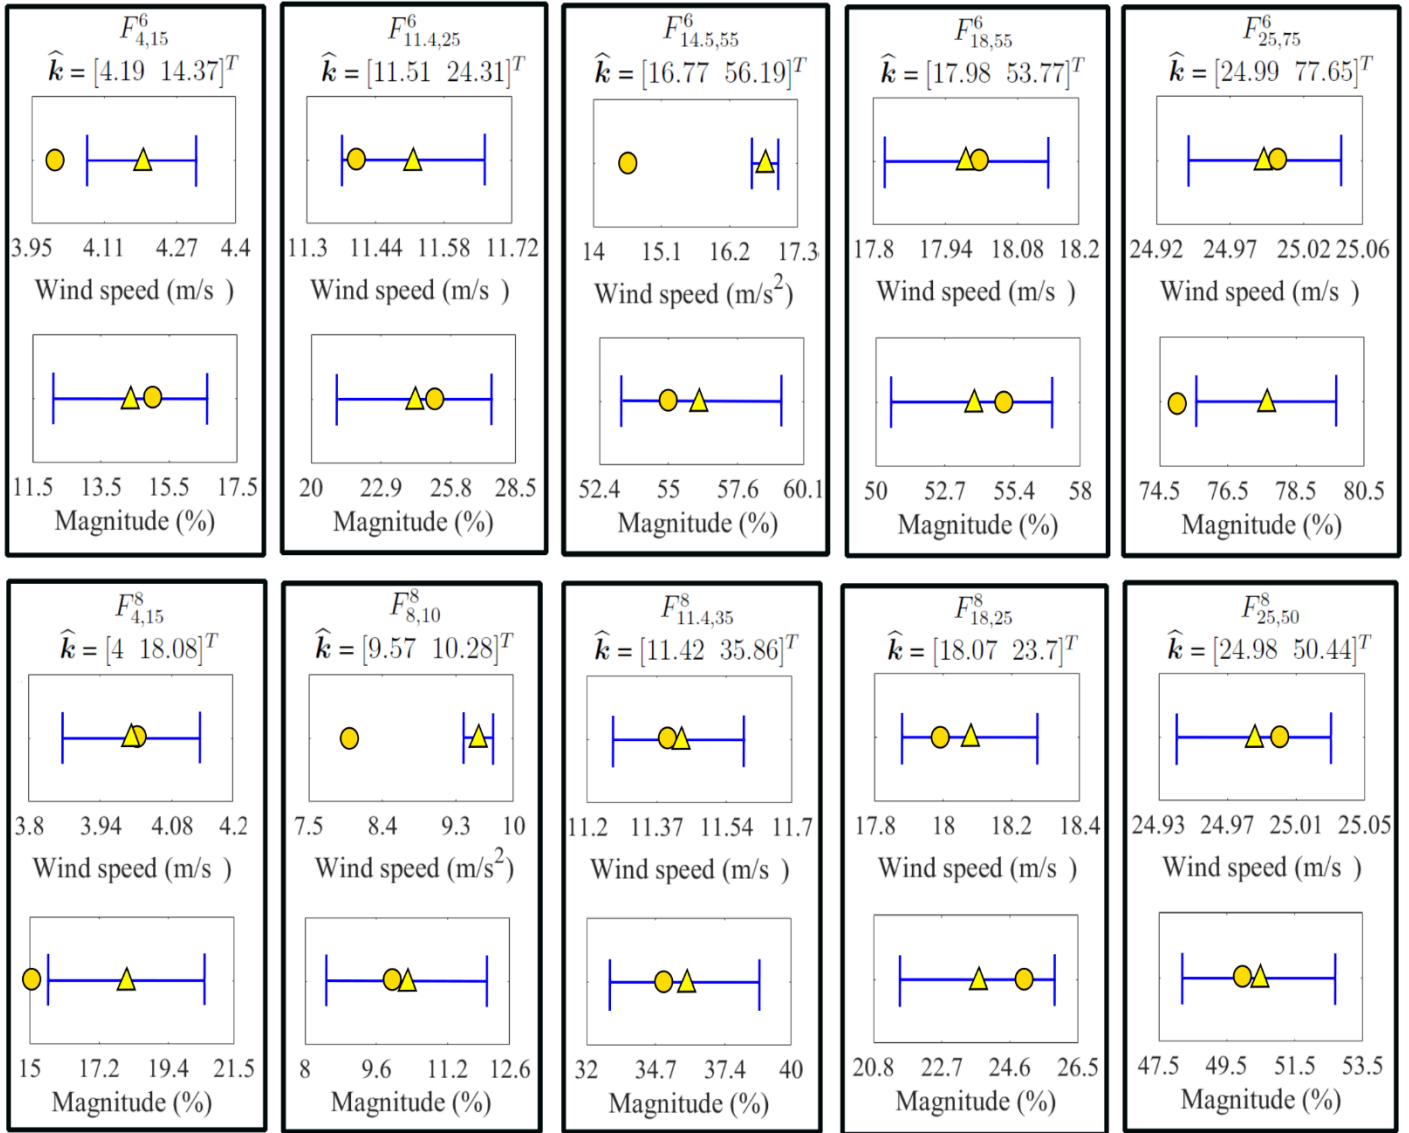 F^6_{4,15}
k̂ = [4.19 14.37]^T
3.95 4.11 4.27 4.4
Wind speed (m/s )
11.5 13.5 15.5 17.5
Magnitude (%)
F^6_{11.4,25}
k̂ = [11.51 24.31]^T
11.3 11.44 11.58 11.72
Wind speed (m/s )
20 22.9 25.8 28.5
Magnitude (%)
F^6_{14.5,55}
k̂ = [16.77 56.19]^T
14 15.1 16.2 17.3
Wind speed (m/s²)
52.4 55 57.6 60.1
Magnitude (%)
F^6_{18,55}
k̂ = [17.98 53.77]^T
17.8 17.94 18.08 18.2
Wind speed (m/s )
50 52.7 55.4 58
Magnitude (%)
F^6_{25,75}
k̂ = [24.99 77.65]^T
24.92 24.97 25.02 25.06
Wind speed (m/s )
74.5 76.5 78.5 80.5
Magnitude (%)
F^8_{4,15}
k̂ = [4 18.08]^T
3.8 3.94 4.08 4.2
Wind speed (m/s )
15 17.2 19.4 21.5
Magnitude (%)
F^8_{8,10}
k̂ = [9.57 10.28]^T
7.5 8.4 9.3 10
Wind speed (m/s²)
8 9.6 11.2 12.6
Magnitude (%)
F^8_{11.4,35}
k̂ = [11.42 35.86]^T
11.2 11.37 11.54 11.7
Wind speed (m/s )
32 34.7 37.4 40
Magnitude (%)
F^8_{18,25}
k̂ = [18.07 23.7]^T
17.8 18 18.2 18.4
Wind speed (m/s )
20.8 22.7 24.6 26.5
Magnitude (%)
F^8_{25,50}
k̂ = [24.98 50.44]^T
24.93 24.97 25.01 25.05
Wind speed (m/s )
47.5 49.5 51.5 53.5
Magnitude (%)